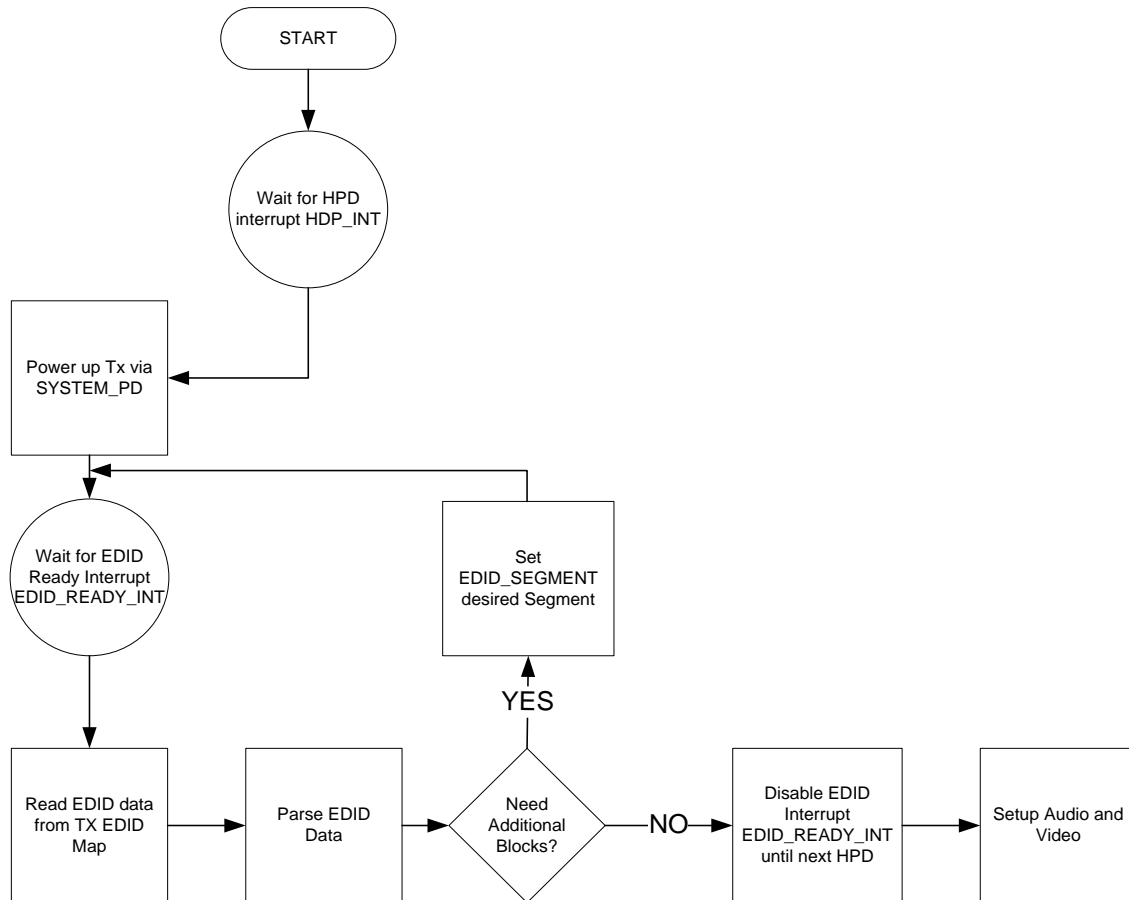 START
Wait for HPD
interrupt HDP_INT
Power up Tx via
SYSTEM_PD
Wait for EDID
Ready Interrupt
EDID_READY_INT
Set
EDID_SEGMENT
desired Segment
YES
Read EDID data
from TX EDID
Map
Parse EDID
Data
Need
Additional
Blocks?
NO
Disable EDID
Interrupt
EDID_READY_INT
until next HPD
Setup Audio and
Video